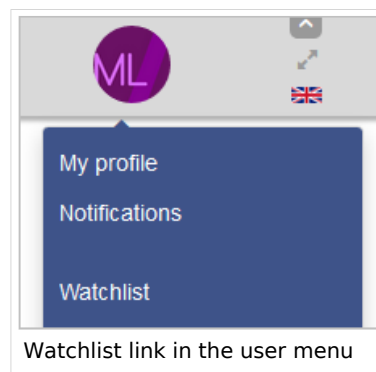 ML
My profile
Notifications
Watchlist
Watchlist link in the user menu